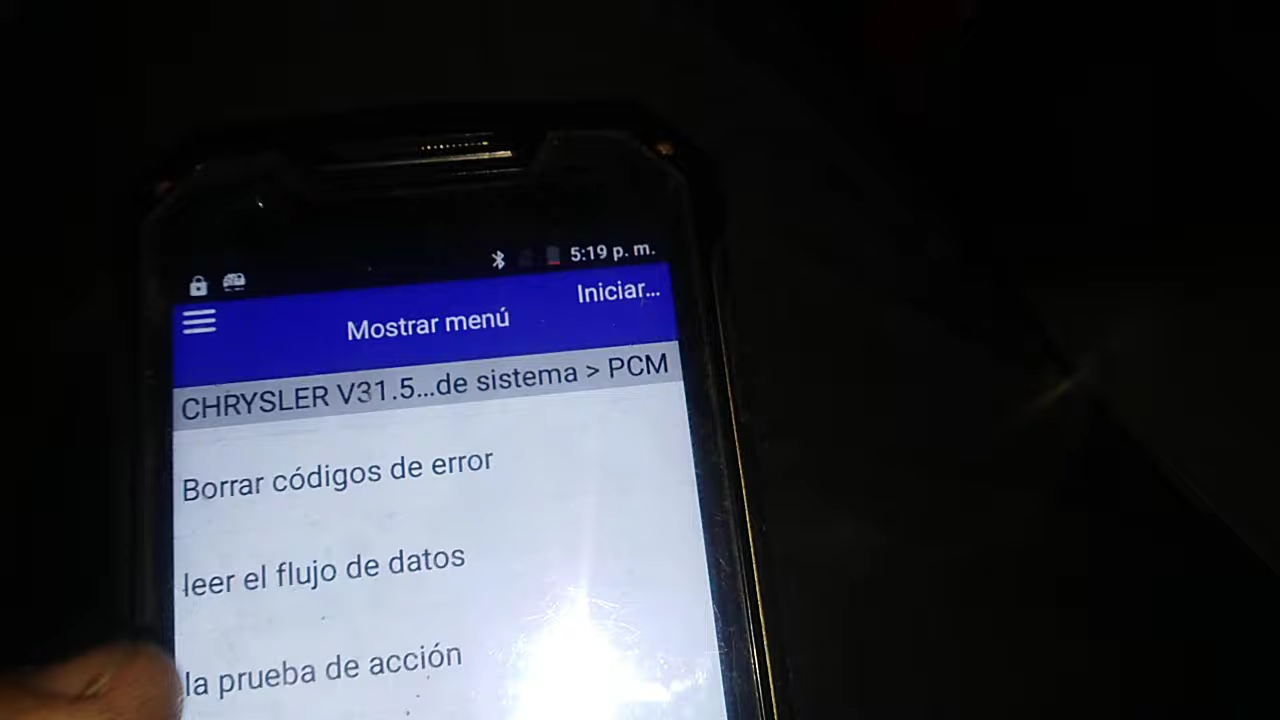 5:19 p. m.
Iniciar...
Mostrar menú
CHRYSLER V31.5...de sistema > PCM
Borrar códigos de error
leer el flujo de datos
la prueba de acción